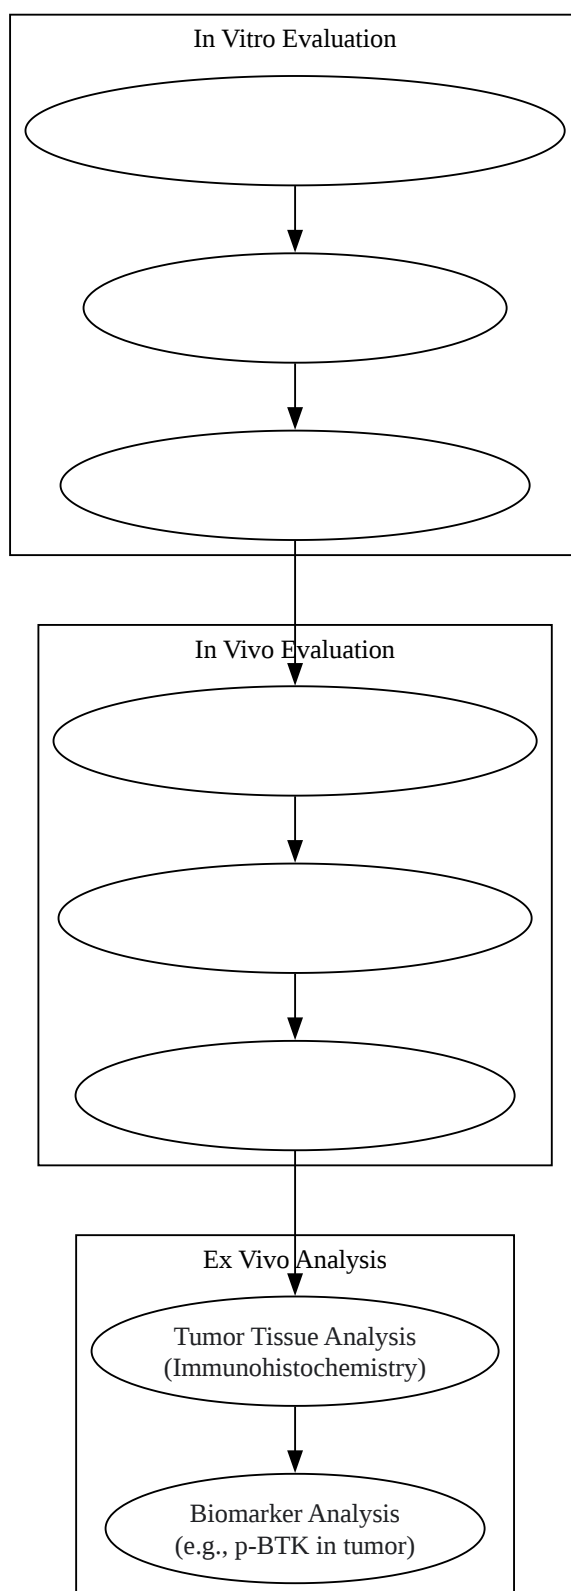 In Vitro Evaluation
In Vivo Evaluation
Ex Vivo Analysis
Tumor Tissue Analysis
(Immunohistochemistry)
Biomarker Analysis
(e.g., p-BTK in tumor)